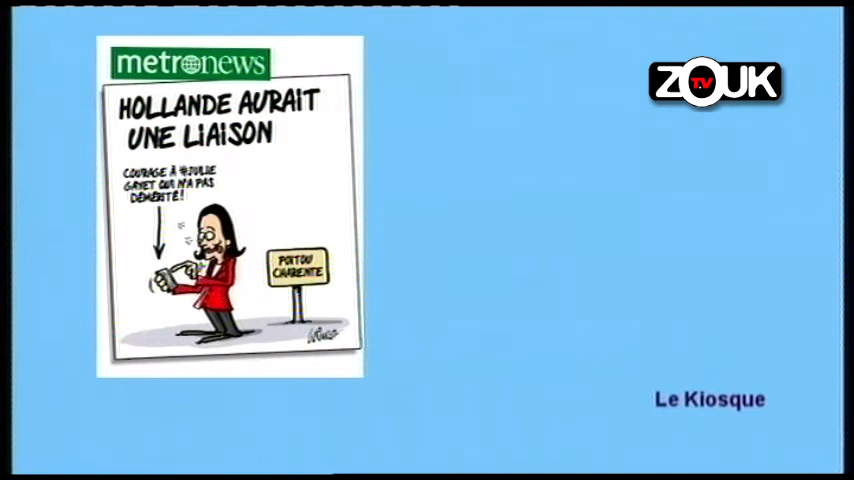 metronews
HOLLANDE AURAIT
UNE LIAISON
COURAGE À #JULIE
GAYET QUI N'A PAS
DÉMÉRITÉ!
POITOU
CHARENTE
ZOUK
TV
Le Kiosque